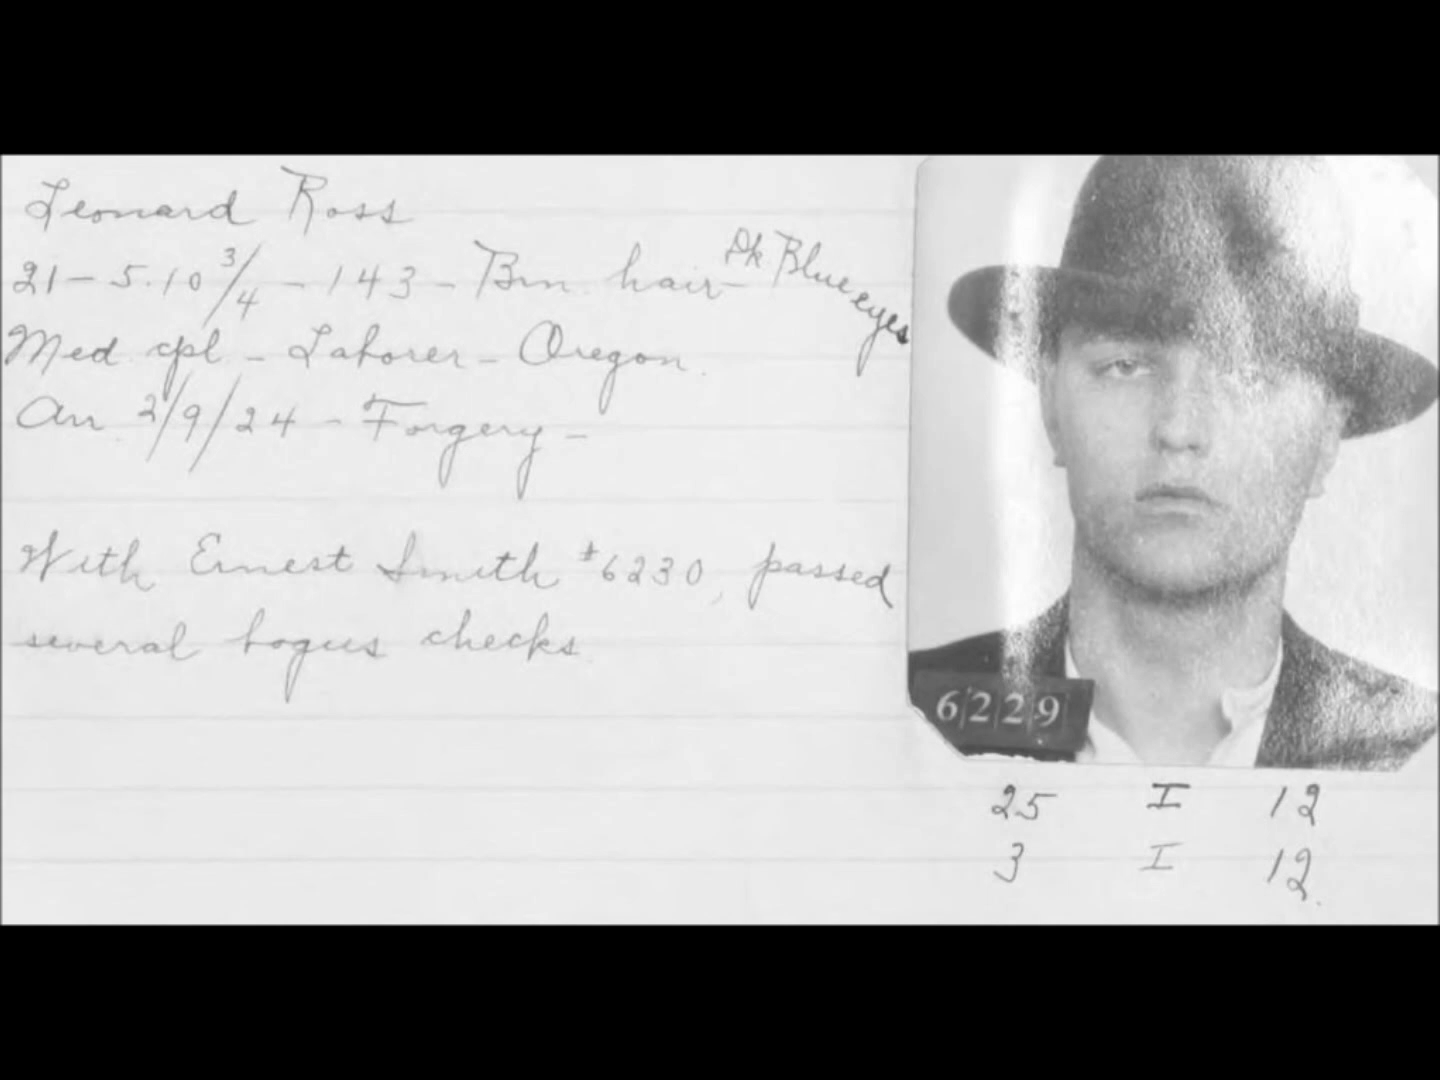 Leonard Ross
21 - 5.10 3/4 - 143 - Brn. hair - Dk Blue eyes
Med cpl - Laborer - Oregon.
Arr. 2/9/24 - Forgery -
With Ernest Smith #6230, passed
several bogus checks
6229
25 I 12
3 I 12.